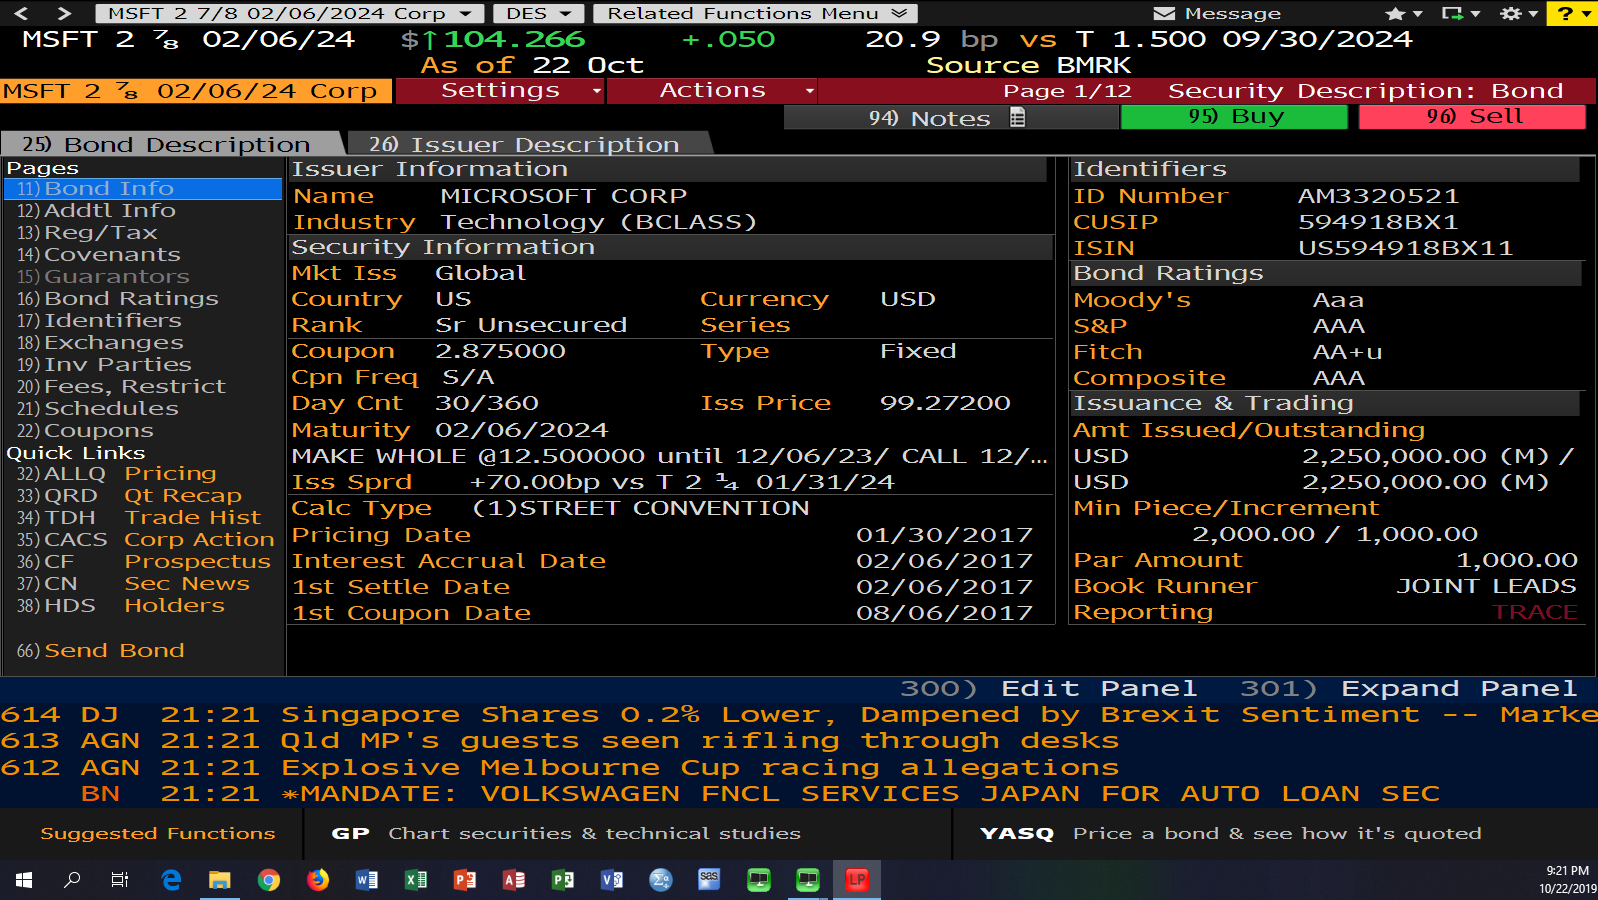 MSFT 2 7/8 02/06/2024 Corp DES Related Functions Menu Message ?
MSFT 2 ⅞ 02/06/2024 $↑104.266 +.050 20.9 bp vs T 1.500 09/30/2024
As of 22 Oct Source BMRK
MSFT 2 ⅞ 02/06/24 Corp Settings Actions Page 1/12 Security Description: Bond
94) Notes 95) Buy 96) Sell
25) Bond Description 26) Issuer Description
Pages
11) Bond Info
12) Addtl Info
13) Reg/Tax
14) Covenants
15) Guarantors
16) Bond Ratings
17) Identifiers
18) Exchanges
19) Inv Parties
20) Fees, Restrict
21) Schedules
22) Coupons
Quick Links
32) ALLQ Pricing
33) QRD Qt Recap
34) TDH Trade Hist
35) CACS Corp Action
36) CF Prospectus
37) CN Sec News
38) HDS Holders
66) Send Bond
Issuer Information
Name MICROSOFT CORP
Industry Technology (BCLASS)
Security Information
Mkt Iss Global
Country US Currency USD
Rank Sr Unsecured Series
Coupon 2.875000 Type Fixed
Cpn Freq S/A
Day Cnt 30/360 Iss Price 99.27200
Maturity 02/06/2024
MAKE WHOLE @12.500000 until 12/06/23/ CALL 12/...
Iss Sprd +70.00bp vs T 2 ¼ 01/31/24
Calc Type (1)STREET CONVENTION
Pricing Date 01/30/2017
Interest Accrual Date 02/06/2017
1st Settle Date 02/06/2017
1st Coupon Date 08/06/2017
Identifiers
ID Number AM3320521
CUSIP 594918BX1
ISIN US594918BX11
Bond Ratings
Moody's Aaa
S&P AAA
Fitch AA+u
Composite AAA
Issuance & Trading
Amt Issued/Outstanding
USD 2,250,000.00 (M) /
USD 2,250,000.00 (M)
Min Piece/Increment
2,000.00 / 1,000.00
Par Amount 1,000.00
Book Runner JOINT LEADS
Reporting TRACE
300) Edit Panel 301) Expand Panel
614 DJ 21:21 Singapore Shares 0.2% Lower, Dampened by Brexit Sentiment -- Marke
613 AGN 21:21 Qld MP's guests seen rifling through desks
612 AGN 21:21 Explosive Melbourne Cup racing allegations
BN 21:21 *MANDATE: VOLKSWAGEN FNCL SERVICES JAPAN FOR AUTO LOAN SEC
Suggested Functions GP Chart securities & technical studies YASQ Price a bond & see how it's quoted
sas LP
9:21 PM
10/22/2019